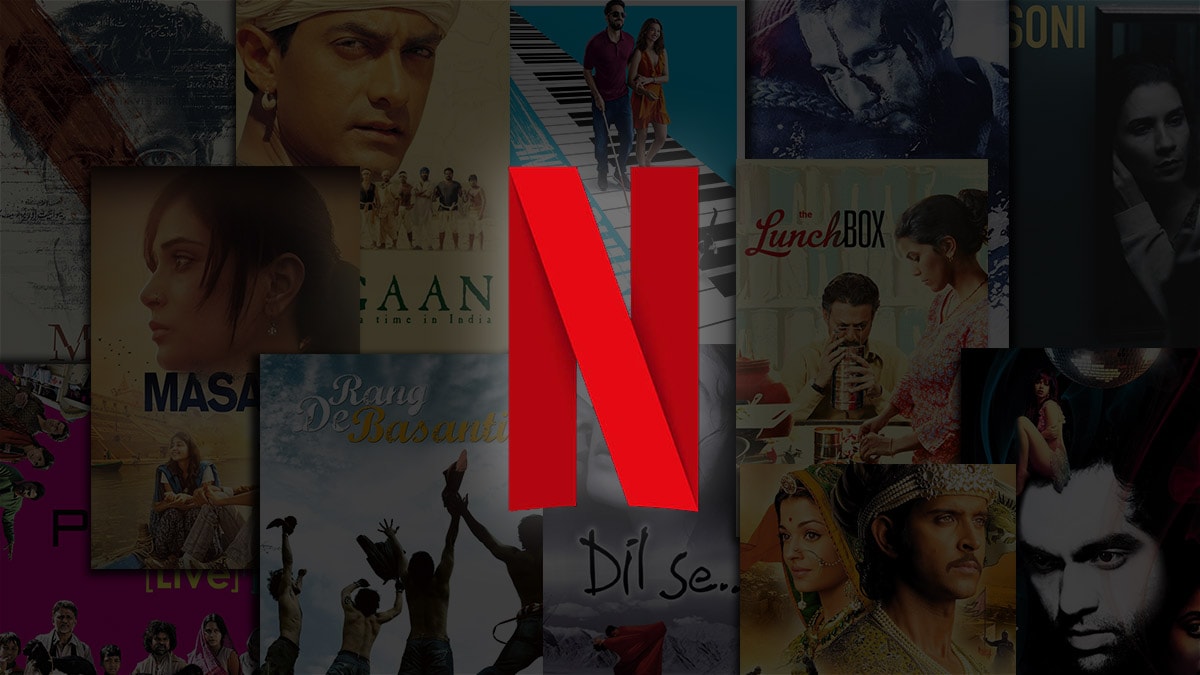 SONI
the
LunchBOX
GAAN
a time in India
M
MASA
Rang
De Basanti
P
[Live]
Dil se..
N